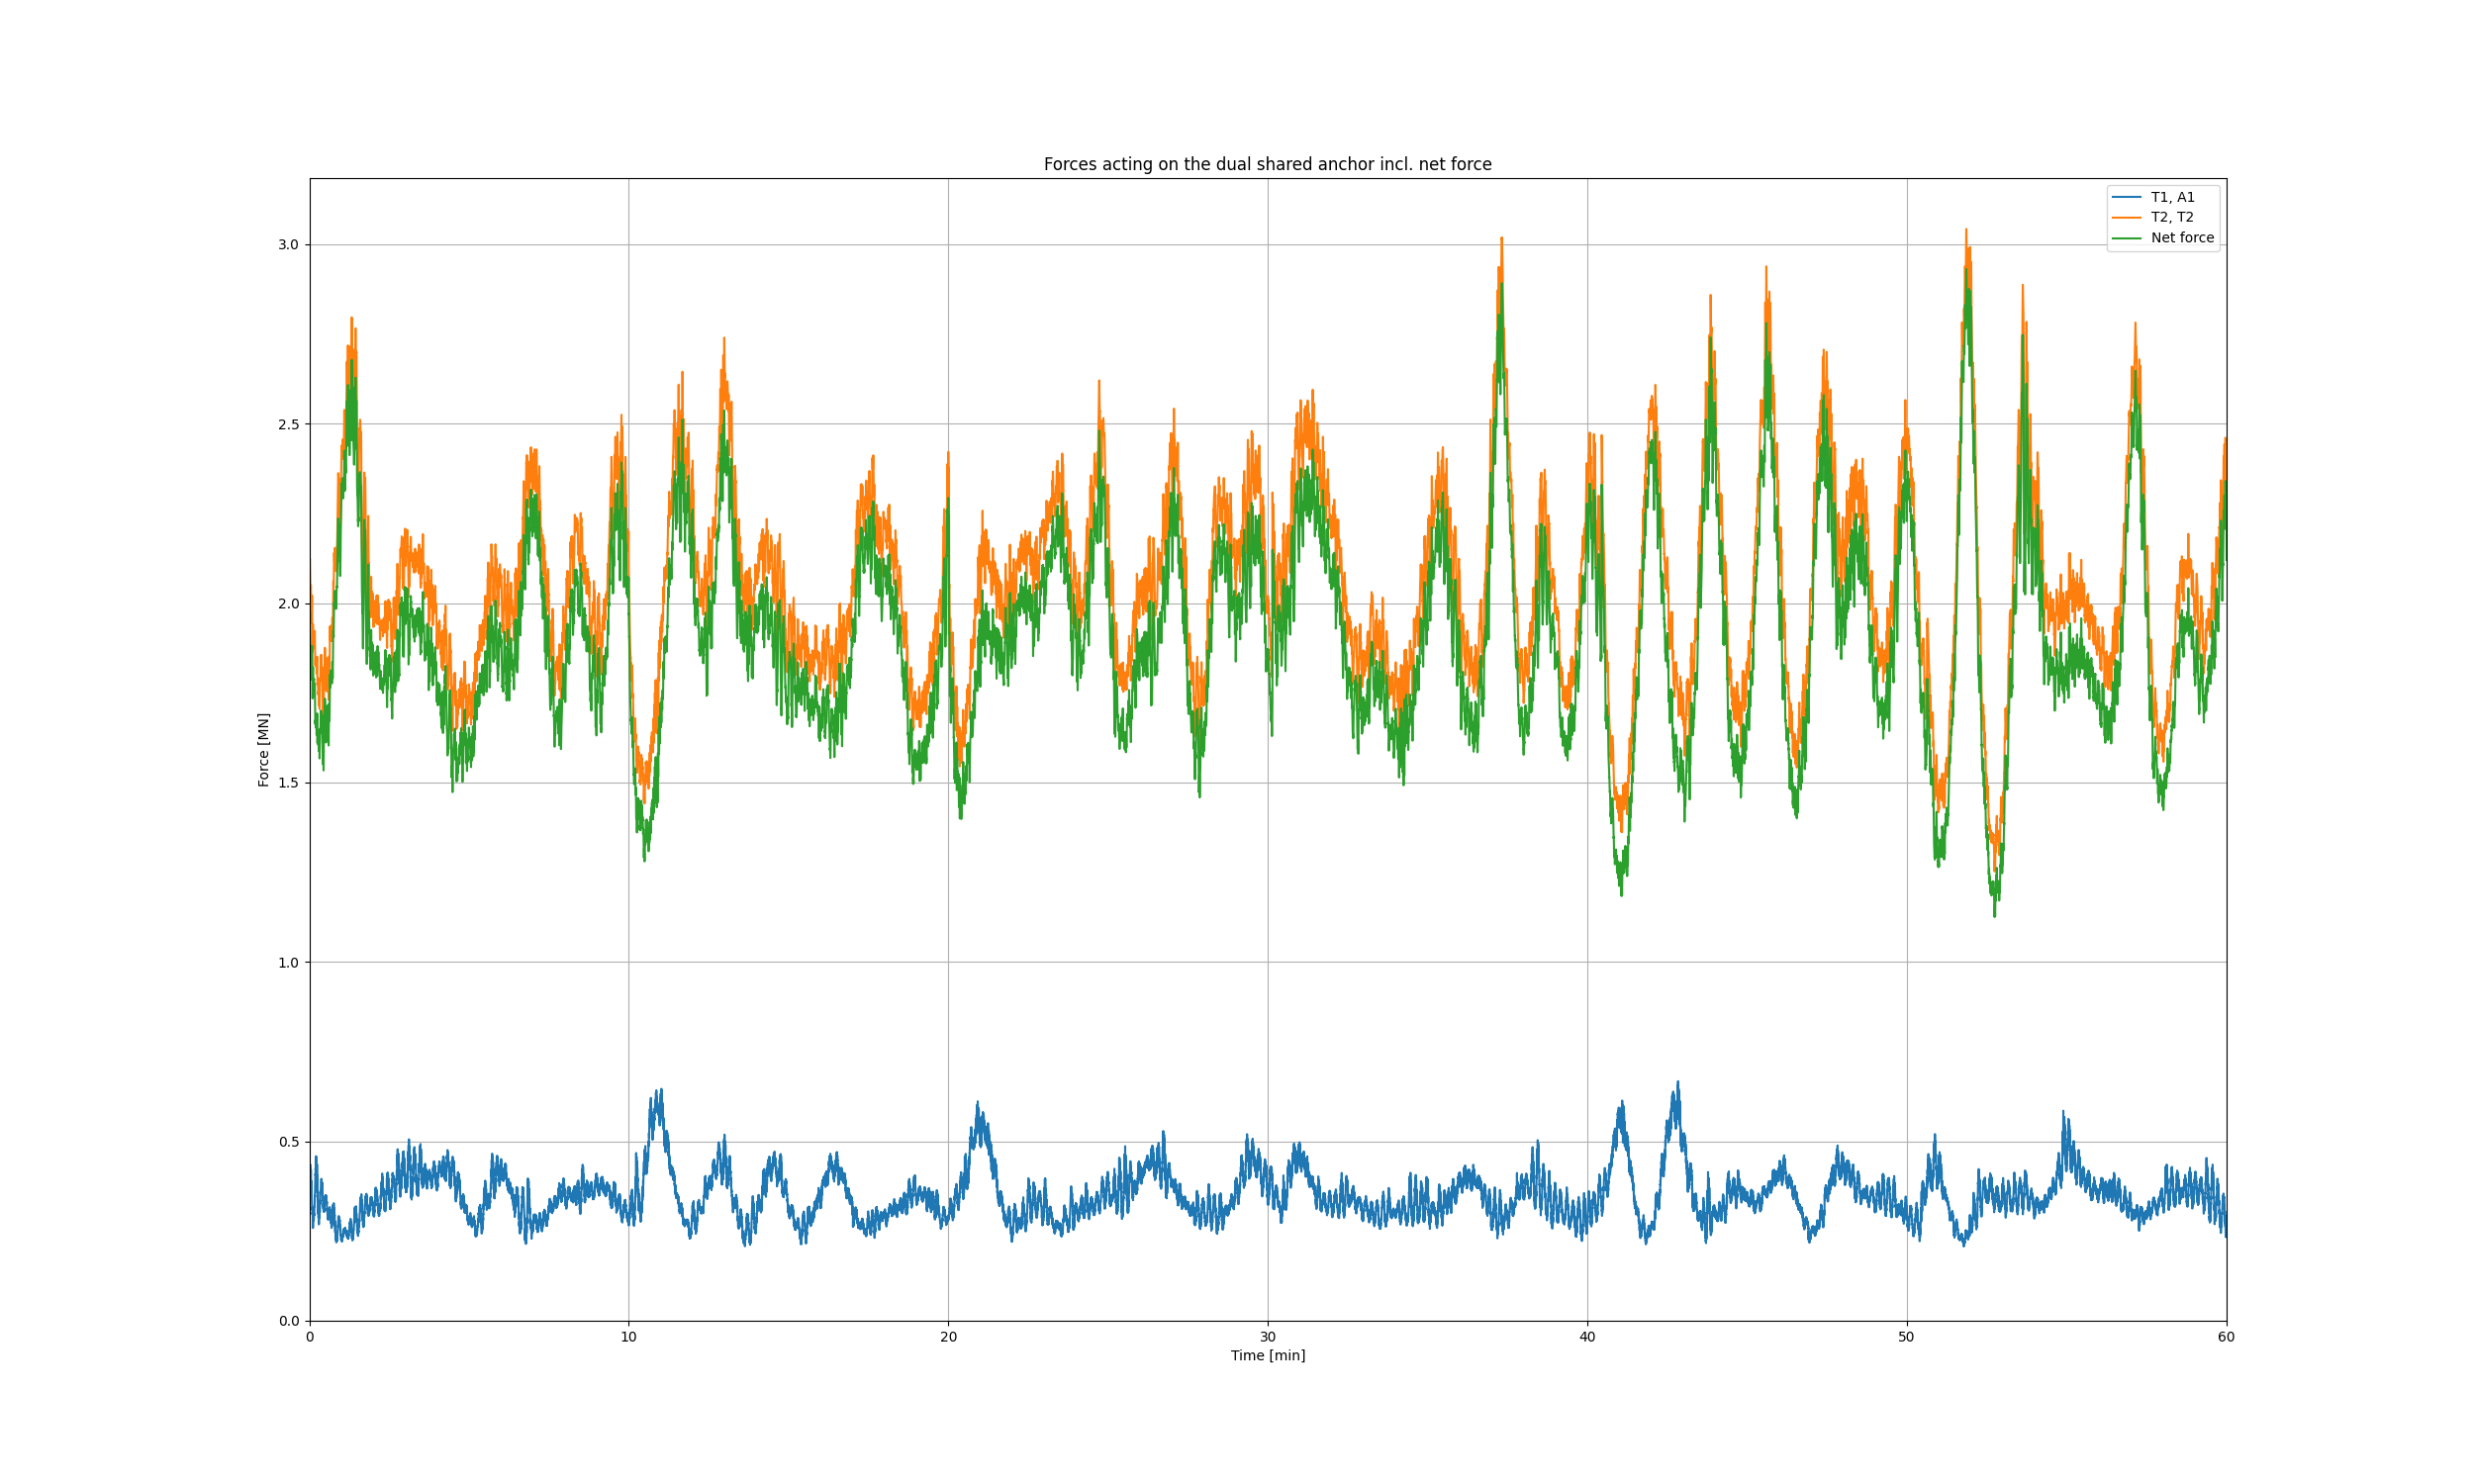 Forces acting on the dual shared anchor incl. net force
T1, A1
T2, T2
Net force
3.0
2.5
2.0
1.5
1.0
0.5
0.0
Force [MN]
0 10 20 30 40 50 60
Time [min]